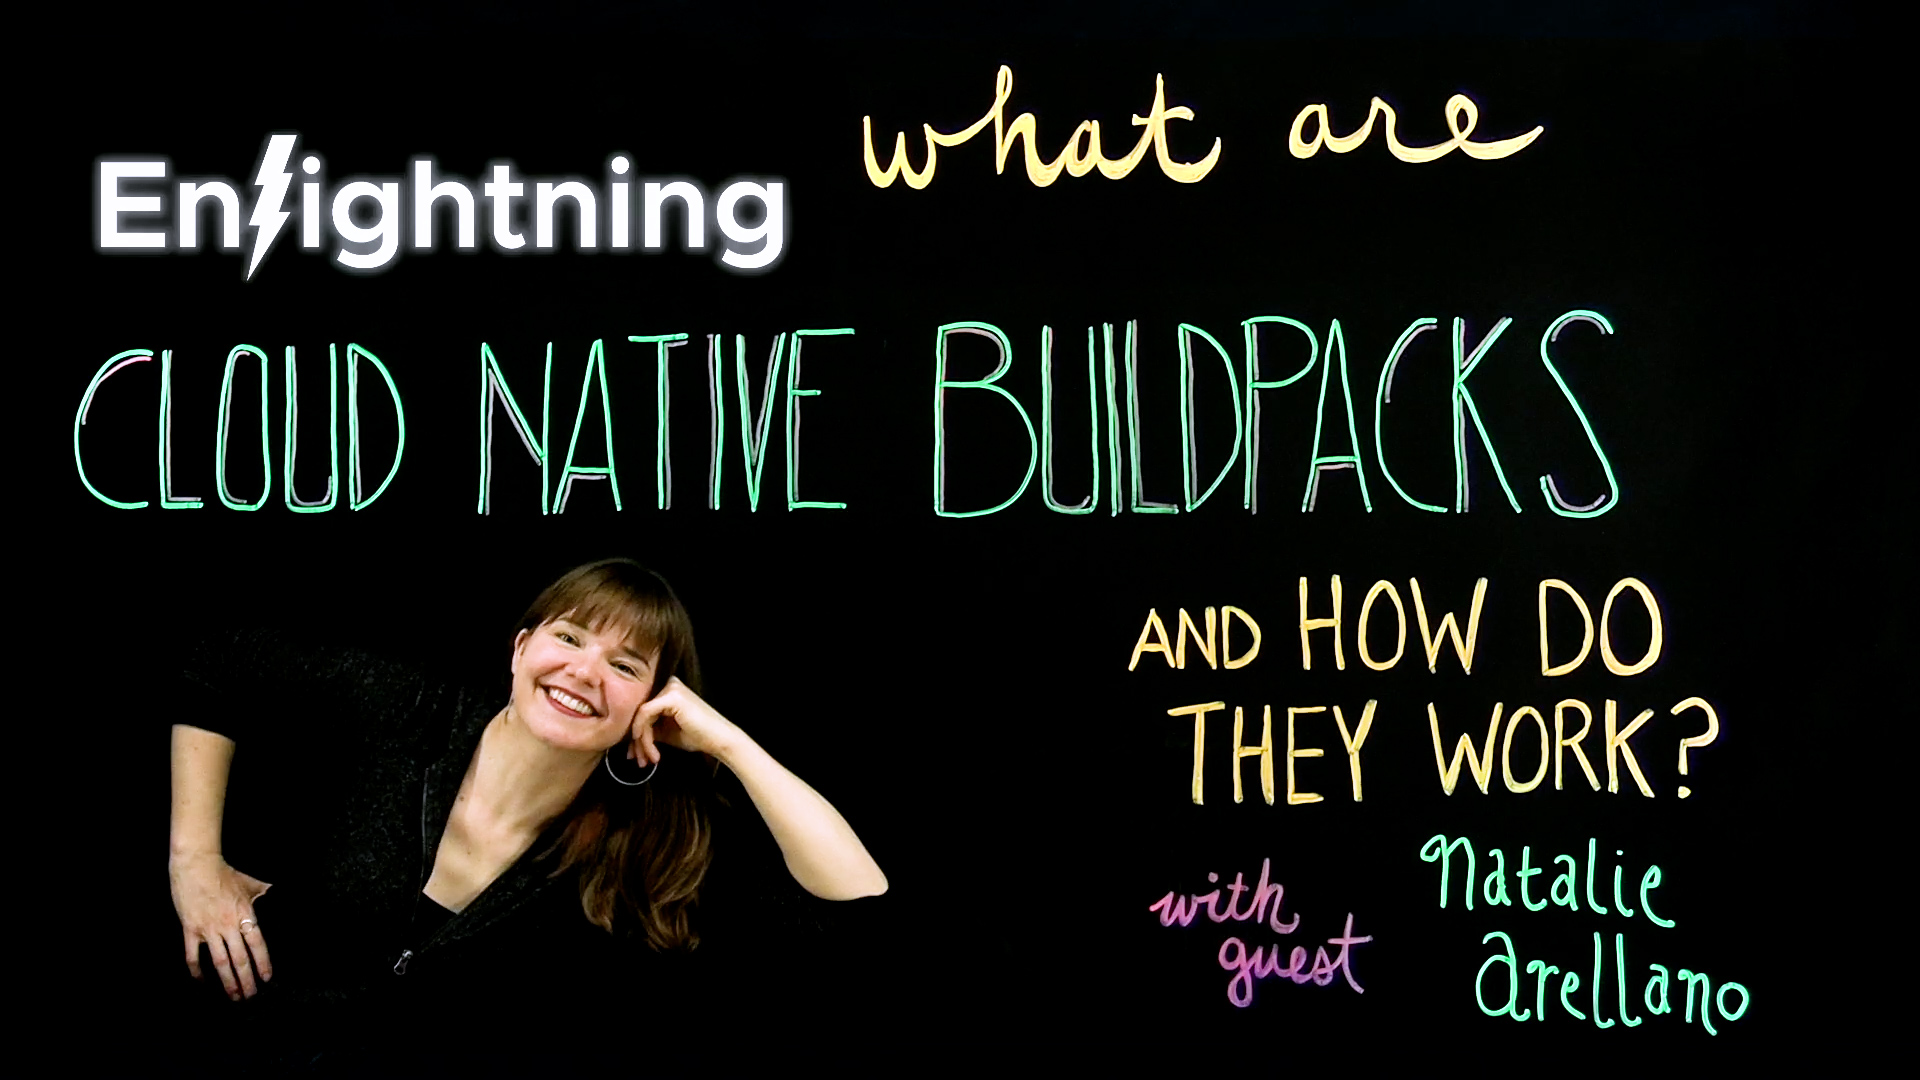 Enlightning
what are
CLOUD NATIVE BUILDPACKS
AND HOW DO
THEY WORK?
with
guest
Natalie
Arellano